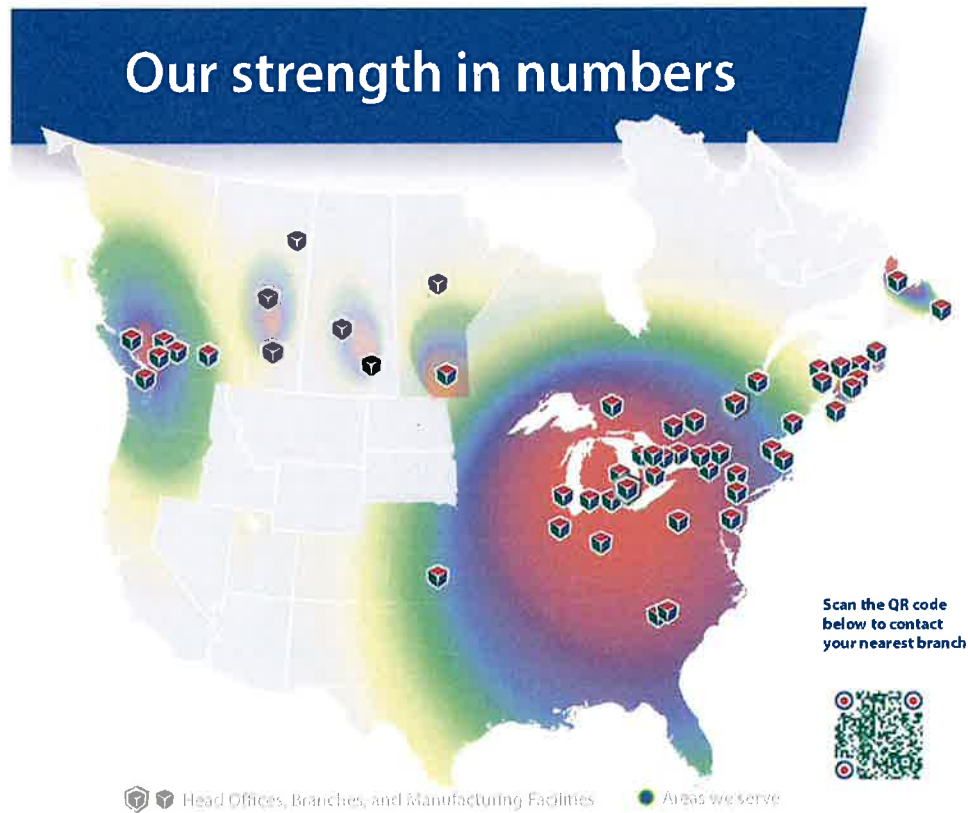 Our strength in numbers
Scan the QR code
below to contact
your nearest branch
Head Offices, Branches, and Manufacturing Facilities
Areas we serve